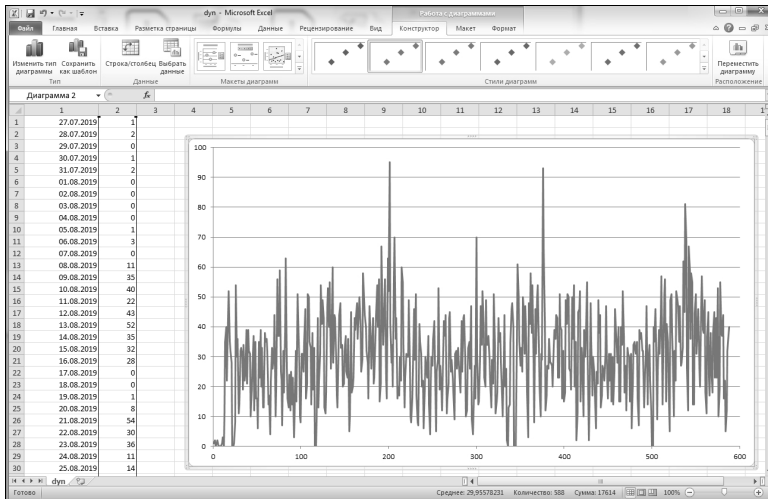 dyn - Microsoft Excel
Работа с диаграммами
Файл Главная Вставка Разметка страницы Формулы Данные Рецензирование Вид Конструктор Макет Формат
Изменить тип диаграммы
Сохранить как шаблон
Строка/столбец
Выбрать данные
Переместить диаграмму
Тип Данные Макеты диаграмм Стили диаграмм Расположение
Диаграмма 2 fx
1 2 3 4 5 6 7 8 9 10 11 12 13 14 15 16 17 18
1 27.07.2019 1
2 28.07.2019 2
3 29.07.2019 0
4 30.07.2019 1
5 31.07.2019 2
6 01.08.2019 0
7 02.08.2019 0
8 03.08.2019 0
9 04.08.2019 0
10 05.08.2019 1
11 06.08.2019 3
12 07.08.2019 0
13 08.08.2019 11
14 09.08.2019 35
15 10.08.2019 40
16 11.08.2019 22
17 12.08.2019 43
18 13.08.2019 52
19 14.08.2019 35
20 15.08.2019 32
21 16.08.2019 28
22 17.08.2019 0
23 18.08.2019 0
24 19.08.2019 1
25 20.08.2019 8
26 21.08.2019 54
27 22.08.2019 30
28 23.08.2019 36
29 24.08.2019 11
30 25.08.2019 14
100
90
80
70
60
50
40
30
20
10
0
0 100 200 300 400 500 600
dyn
Готово Среднее: 29,95578231 Количество: 588 Сумма: 17614 100%